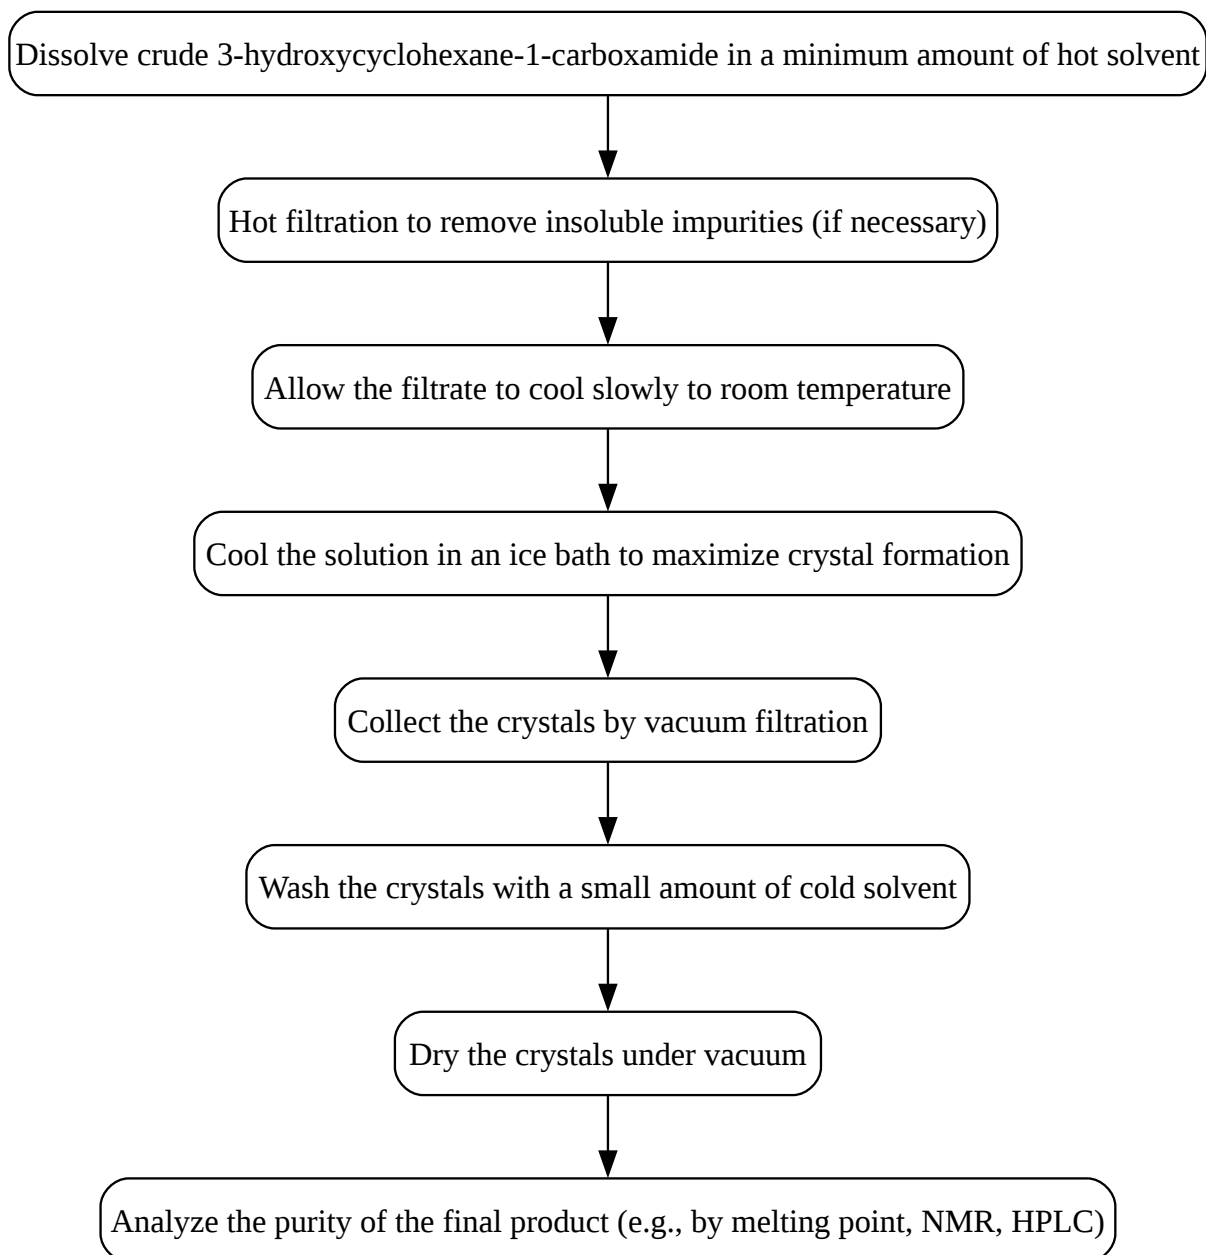 Dissolve crude 3-hydroxycyclohexane-1-carboxamide in a minimum amount of hot solvent
Hot filtration to remove insoluble impurities (if necessary)
Allow the filtrate to cool slowly to room temperature
Cool the solution in an ice bath to maximize crystal formation
Collect the crystals by vacuum filtration
Wash the crystals with a small amount of cold solvent
Dry the crystals under vacuum
Analyze the purity of the final product (e.g., by melting point, NMR, HPLC)